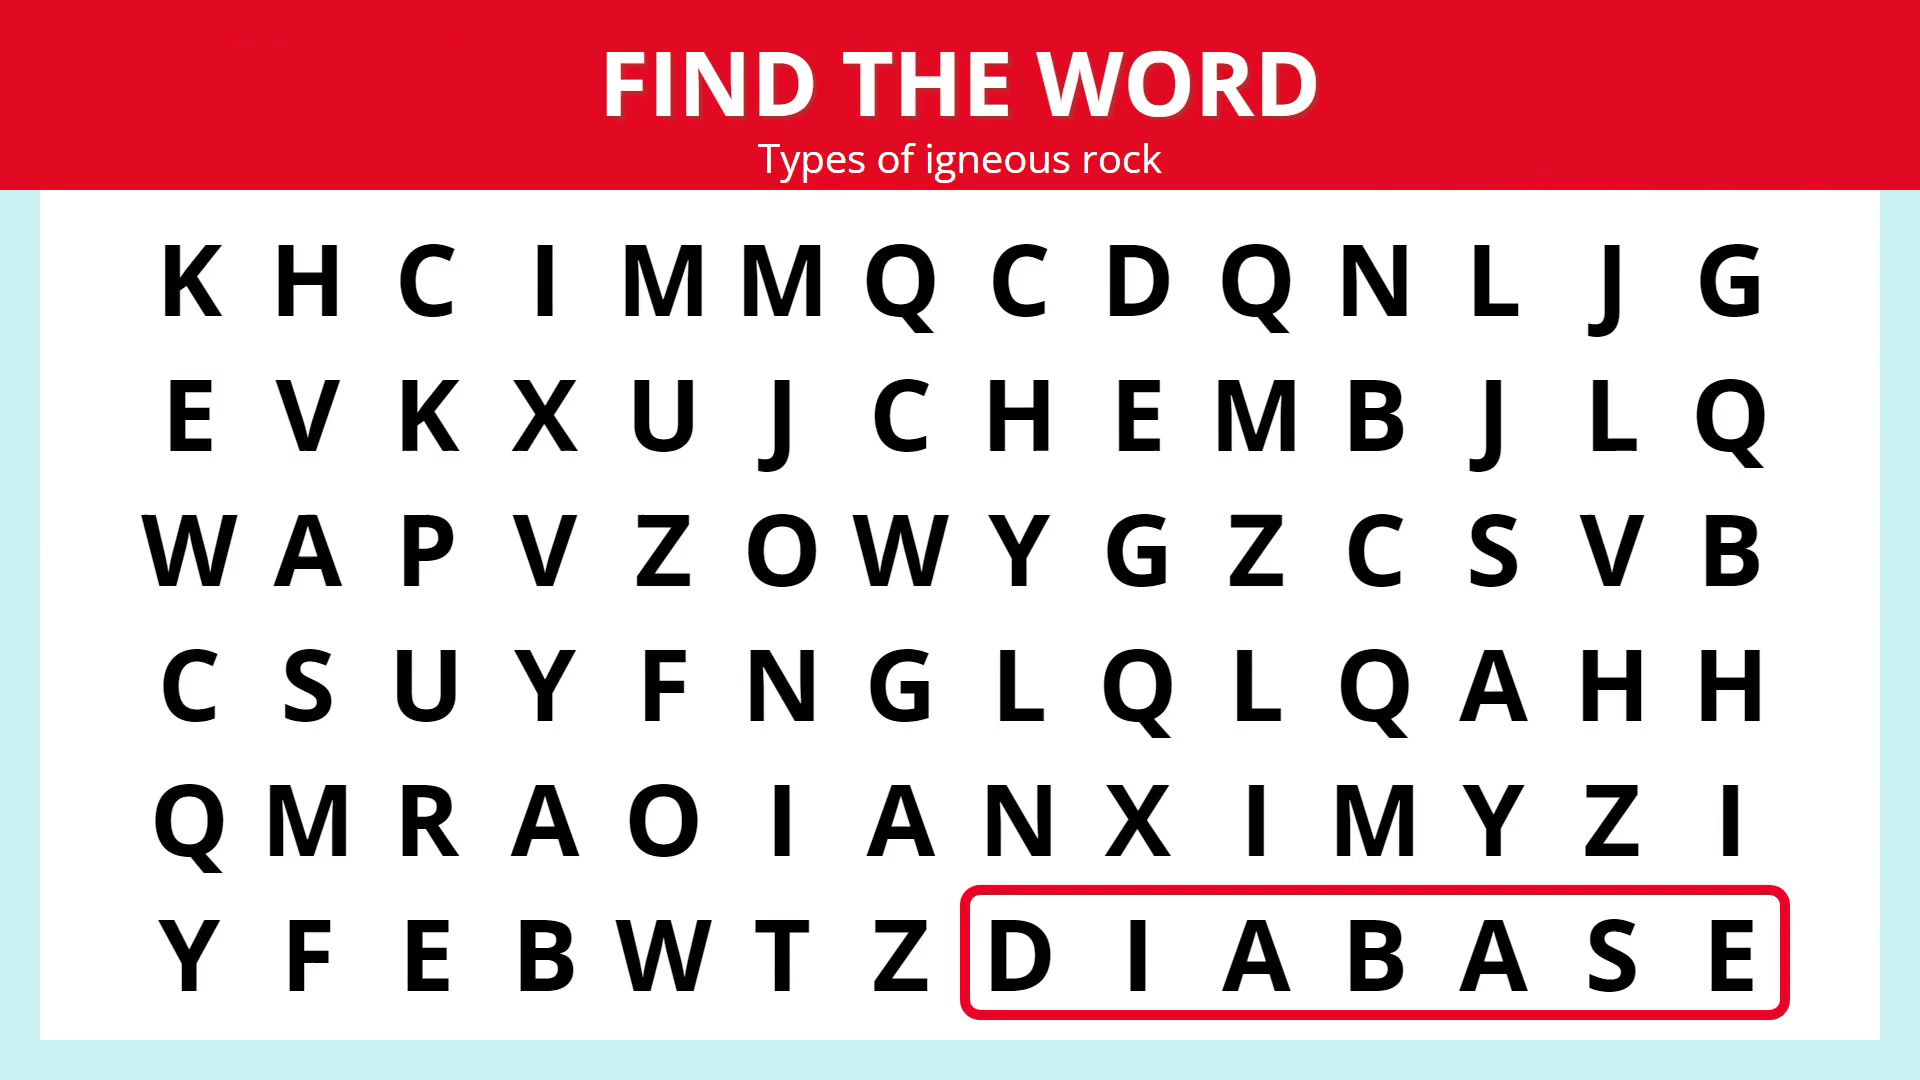 FIND THE WORD
Types of igneous rock
K H C I M M Q C D Q N L J G
E V K X U J C H E M B J L Q
W A P V Z O W Y G Z C S V B
C S U Y F N G L Q L Q A H H
Q M R A O I A N X I M Y Z I
Y F E B W T Z D I A B A S E